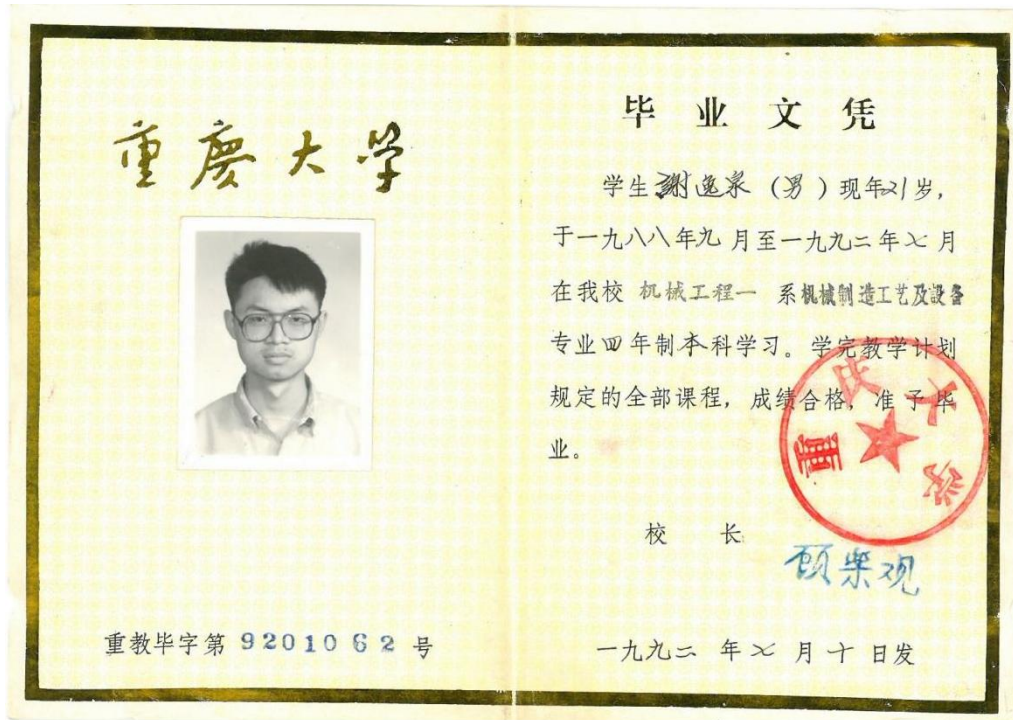 重慶大学
重教毕字第 9201062 号
毕业文凭
学生謝逸泉（男）现年21岁，
于一九八八年九月至一九九二年七月
在我校 机械工程一 系机械制造工艺及設备
专业四年制本科学习。学完教学计划
规定的全部课程，成绩合格，准予毕
业。
重庆大学
校 长
顾乐观
一九九二 年七月十日发